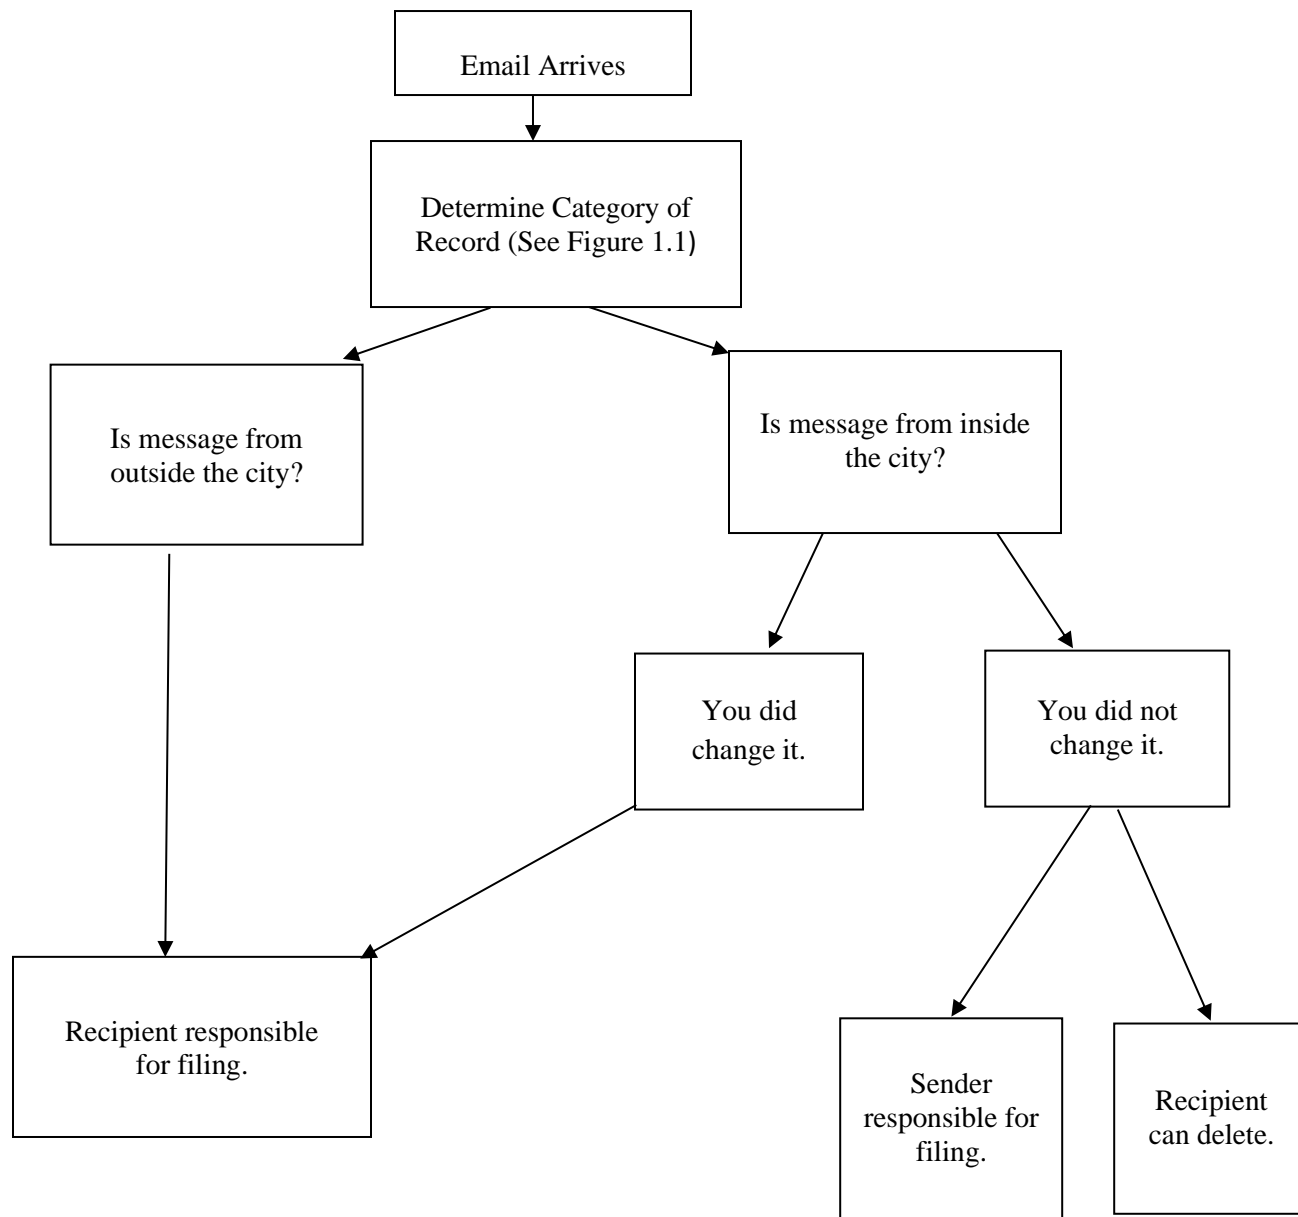 Email Arrives
Determine Category of
Record (See Figure 1.1)
Is message from
outside the city?
Is message from inside
the city?
You did
change it.
You did not
change it.
Recipient responsible
for filing.
Sender
responsible for
filing.
Recipient
can delete.